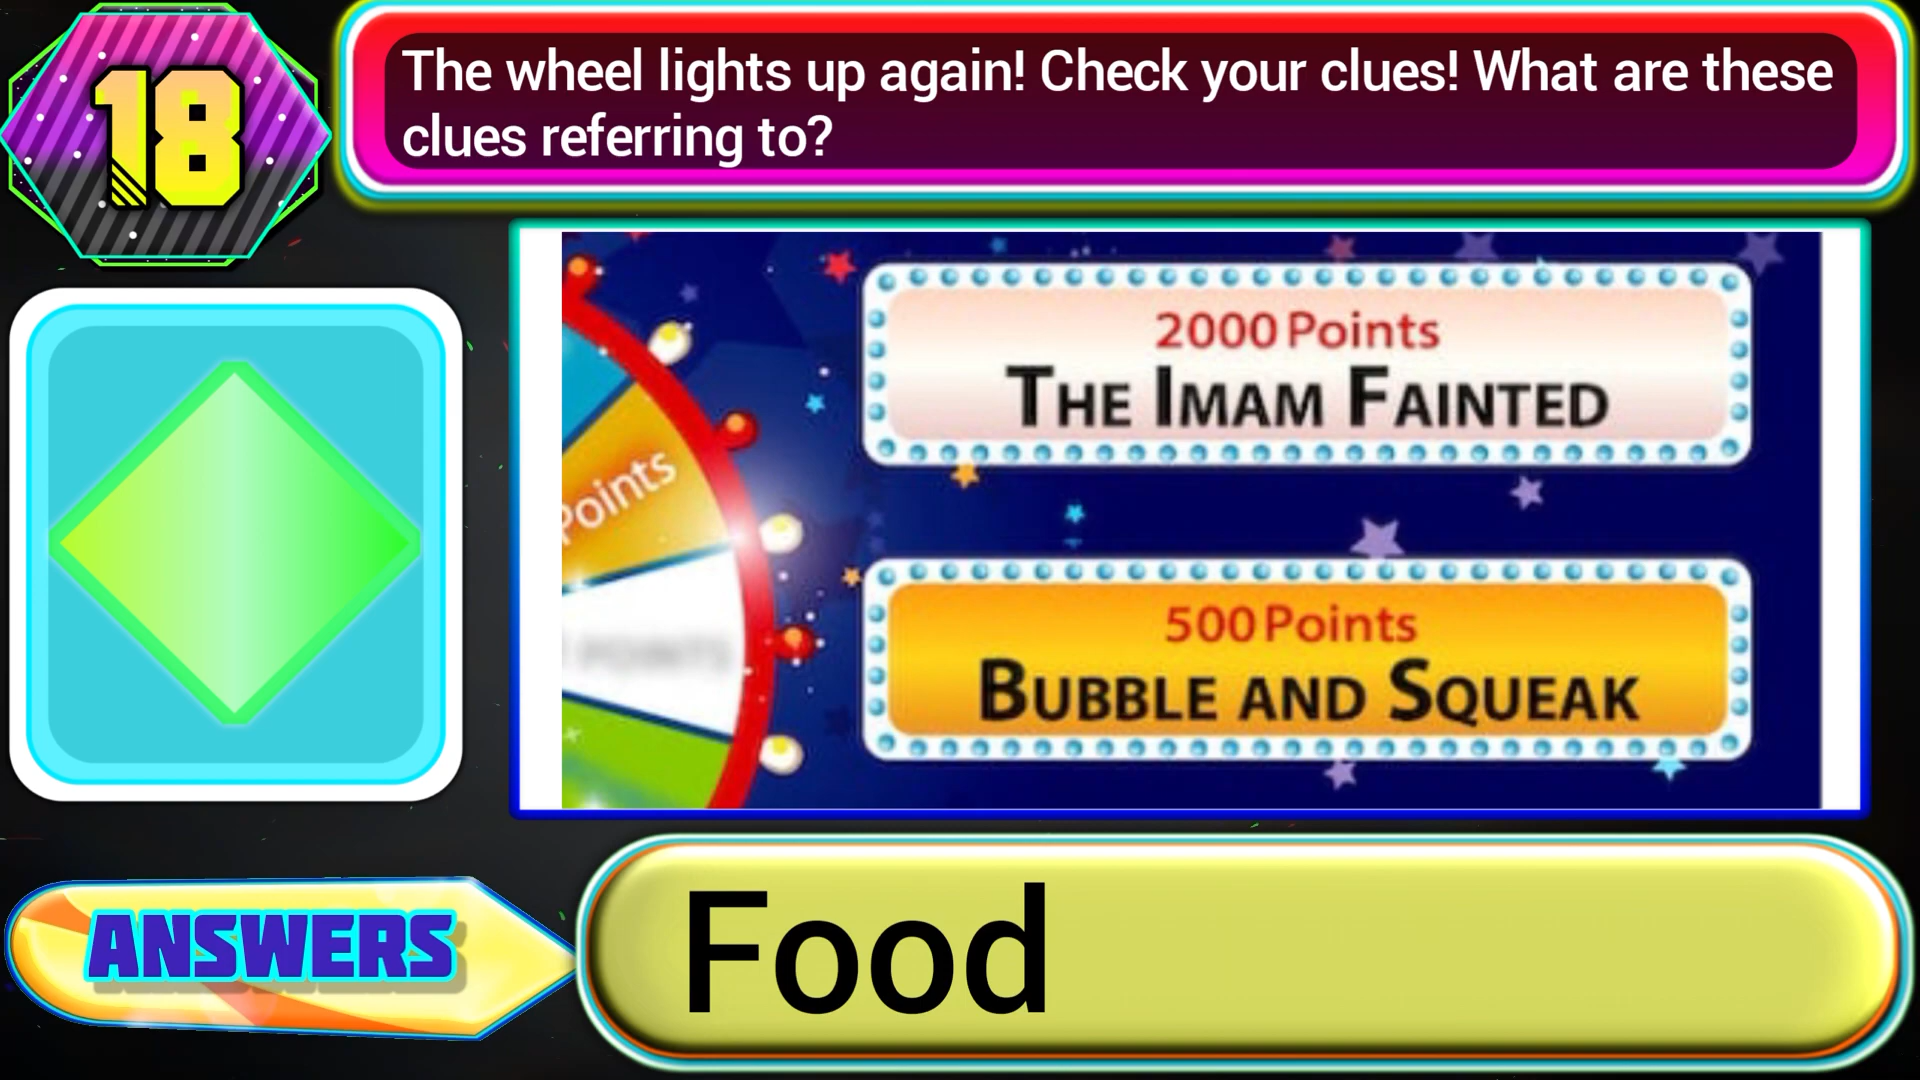 18
The wheel lights up again! Check your clues! What are these
clues referring to?
2000 Points
THE IMAM FAINTED
Points
POINTS
500 Points
BUBBLE AND SQUEAK
ANSWERS
Food